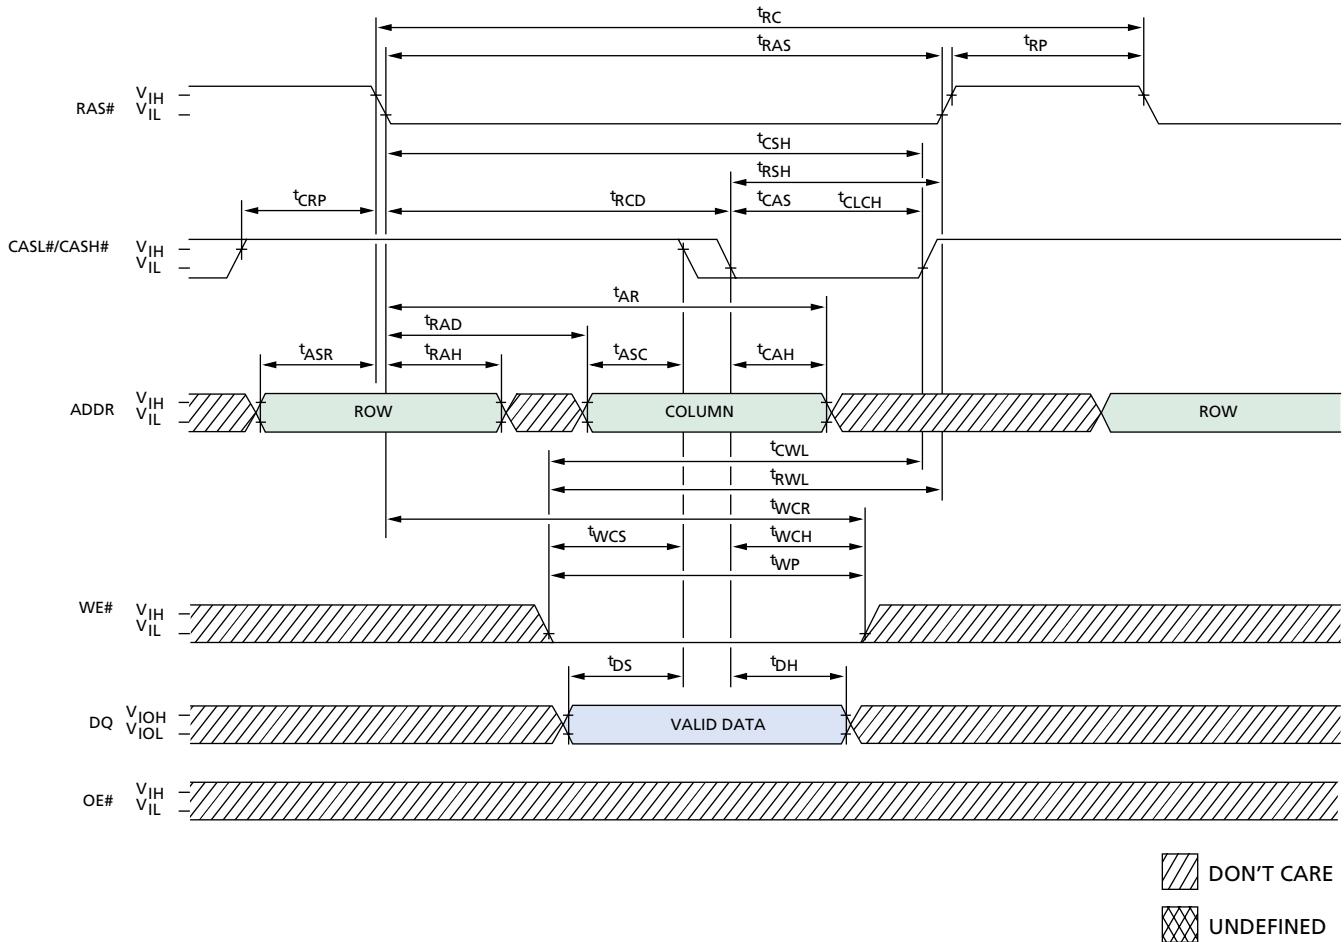 tRC
tRAS tRP
RAS# VIH
VIL
tCSH
tRSH
tCRP tRCD tCAS tCLCH
CASL#/CASH# VIH
VIL
tAR
tRAD
tASR tRAH tASC tCAH
ADDR VIH
VIL
ROW COLUMN ROW
tCWL
tRWL
tWCR
tWCS tWCH
tWP
WE# VIH
VIL
tDS tDH
DQ VIOH
VIOL
VALID DATA
OE# VIH
VIL
DON'T CARE
UNDEFINED